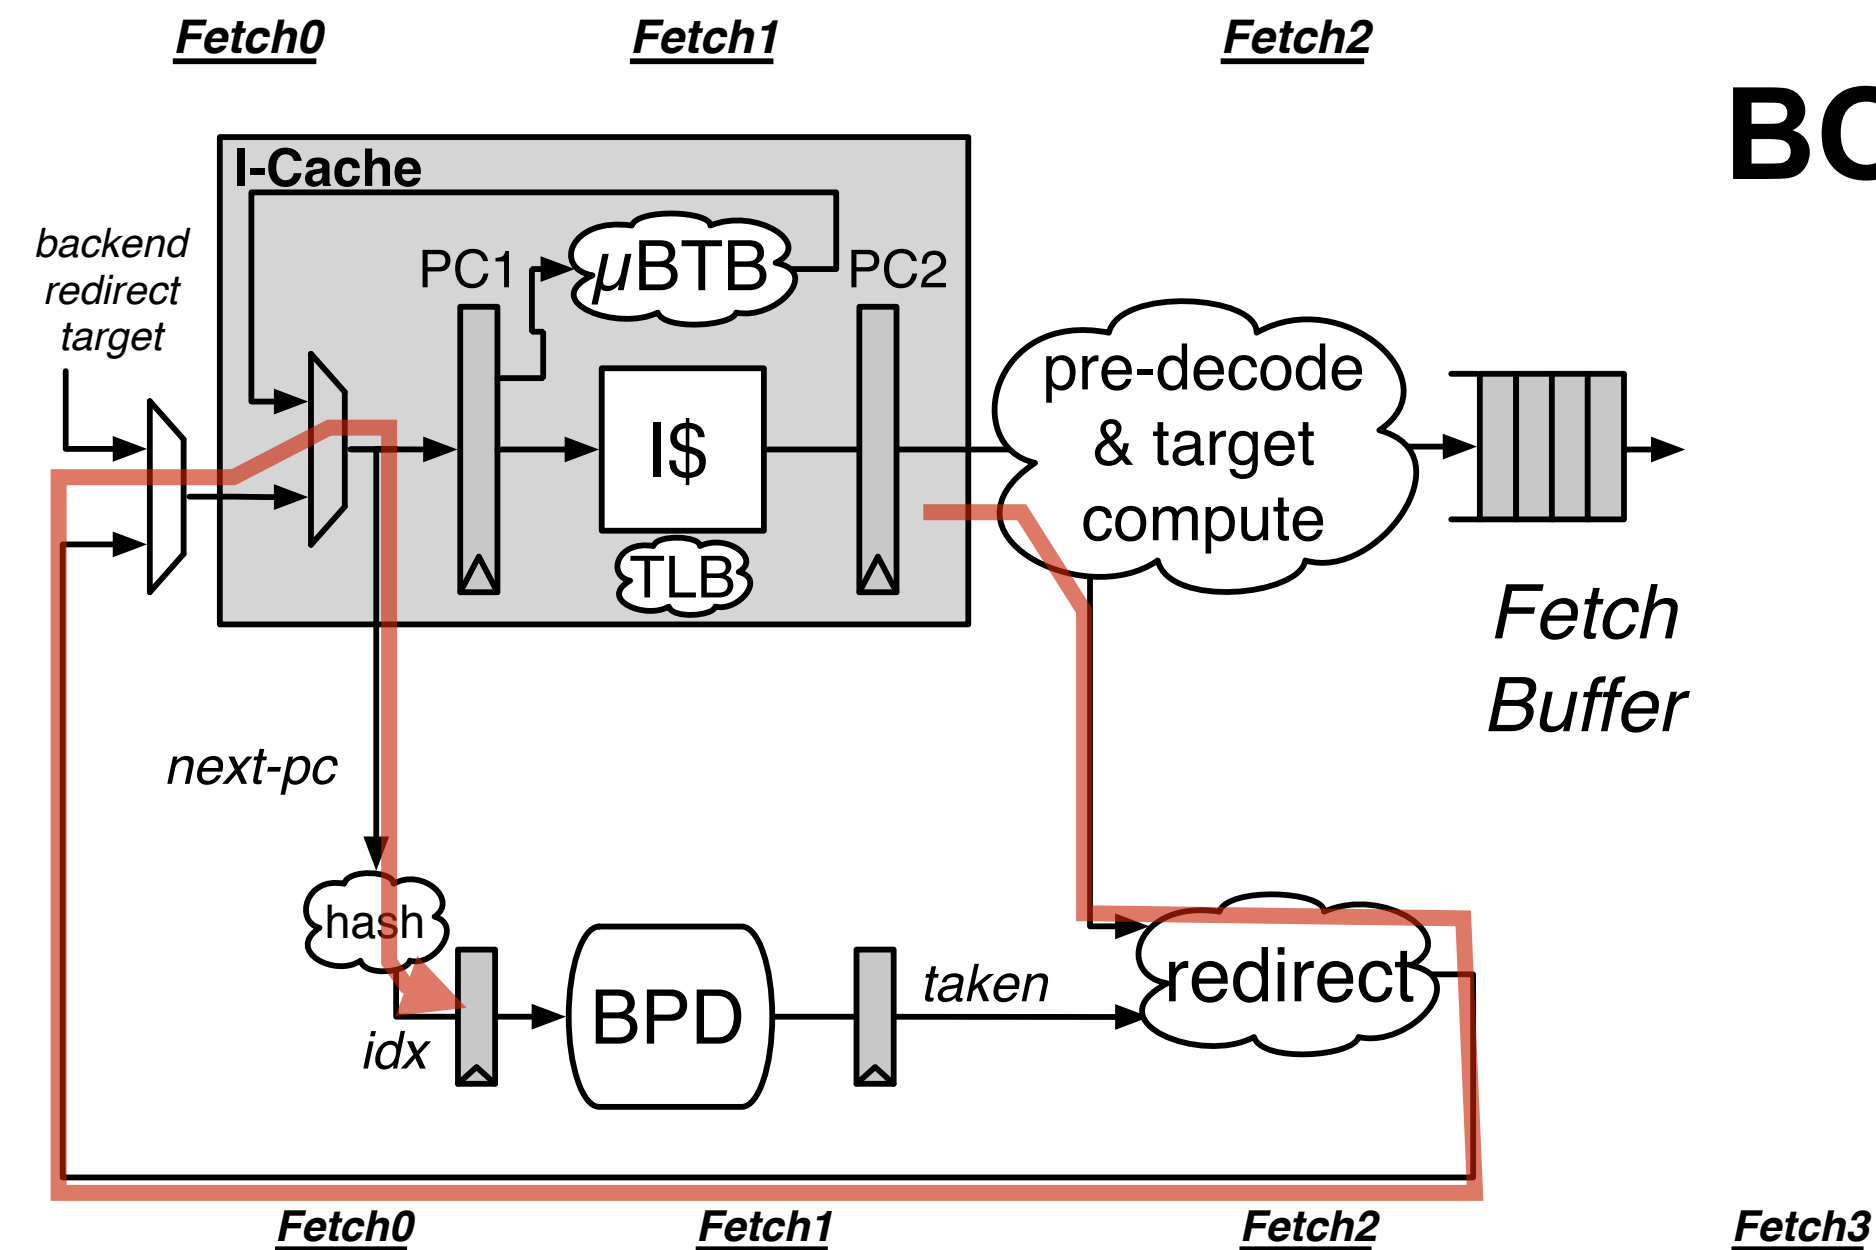 Fetch0
Fetch1
Fetch2
BO
I-Cache
backend
redirect
target
PC1
µBTB
PC2
I$
TLB
pre-decode
& target
compute
Fetch
Buffer
next-pc
hash
idx
BPD
taken
redirect
Fetch0
Fetch1
Fetch2
Fetch3